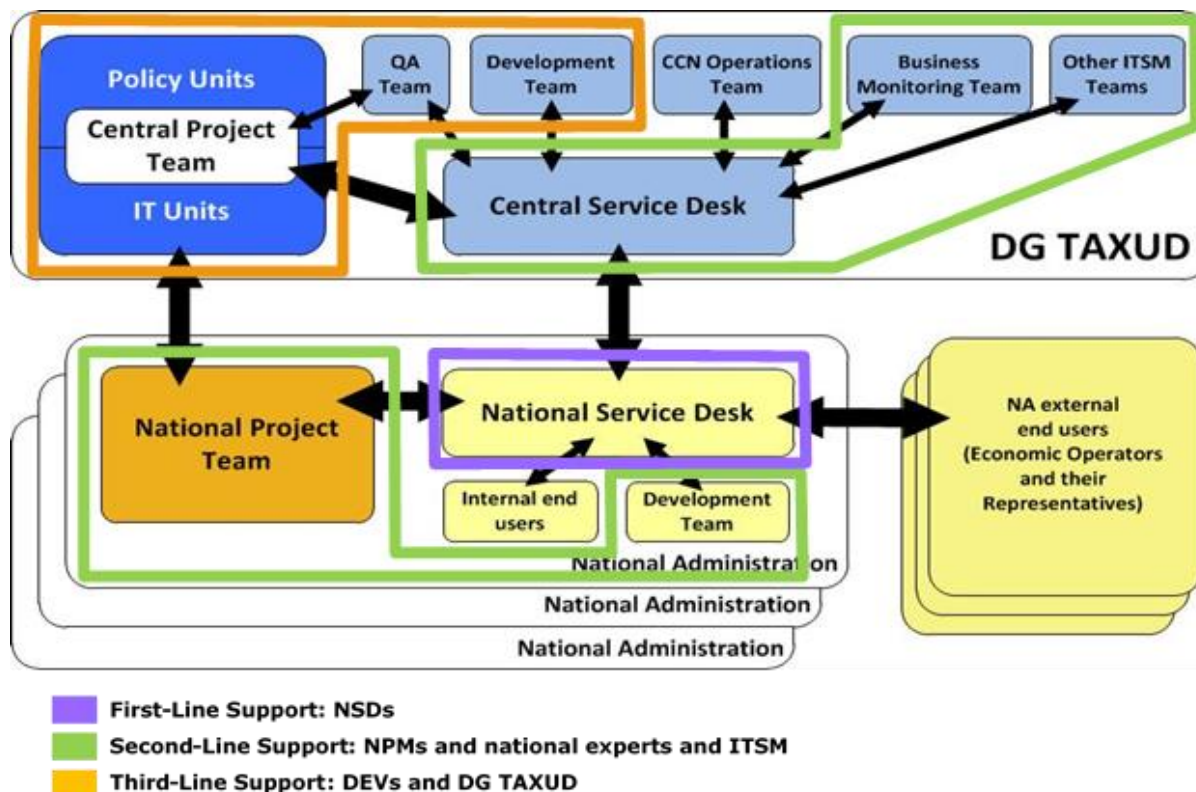 Policy Units
Central Project
Team
IT Units
QA
Team
Development
Team
CCN Operations
Team
Business
Monitoring Team
Other ITSM
Teams
Central Service Desk
DG TAXUD
National Project
Team
National Service Desk
Internal end
users
Development
Team
National Administration
National Administration
National Administration
NA external
end users
(Economic Operators
and their
Representatives)
First-Line Support: NSDs
Second-Line Support: NPMs and national experts and ITSM
Third-Line Support: DEVs and DG TAXUD